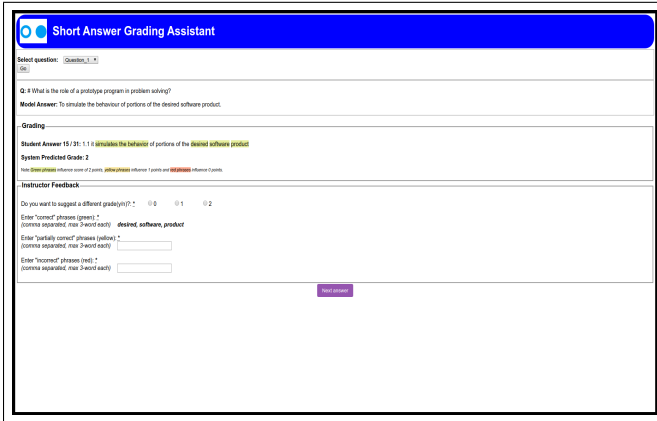 Short Answer Grading Assistant
Select question: Question_1
Go
Q: # What is the role of a prototype program in problem solving?
Model Answer: To simulate the behaviour of portions of the desired software product.
Grading
Student Answer 15 / 31: 1.1 it simulates the behavior of portions of the desired software product
System Predicted Grade: 2
Note Green phrases influence score of 2 points, yellow phrases influence 1 points and red phrases influence 0 points.
Instructor Feedback
Do you want to suggest a different grade(y/n)?: * 0 1 2
Enter "correct" phrases (green): *
(comma separated, max 3-word each) desired, software, product
Enter "partially correct" phrases (yellow): *
(comma separated, max 3-word each)
Enter "incorrect" phrases (red): *
(comma separated, max 3-word each)
Next answer